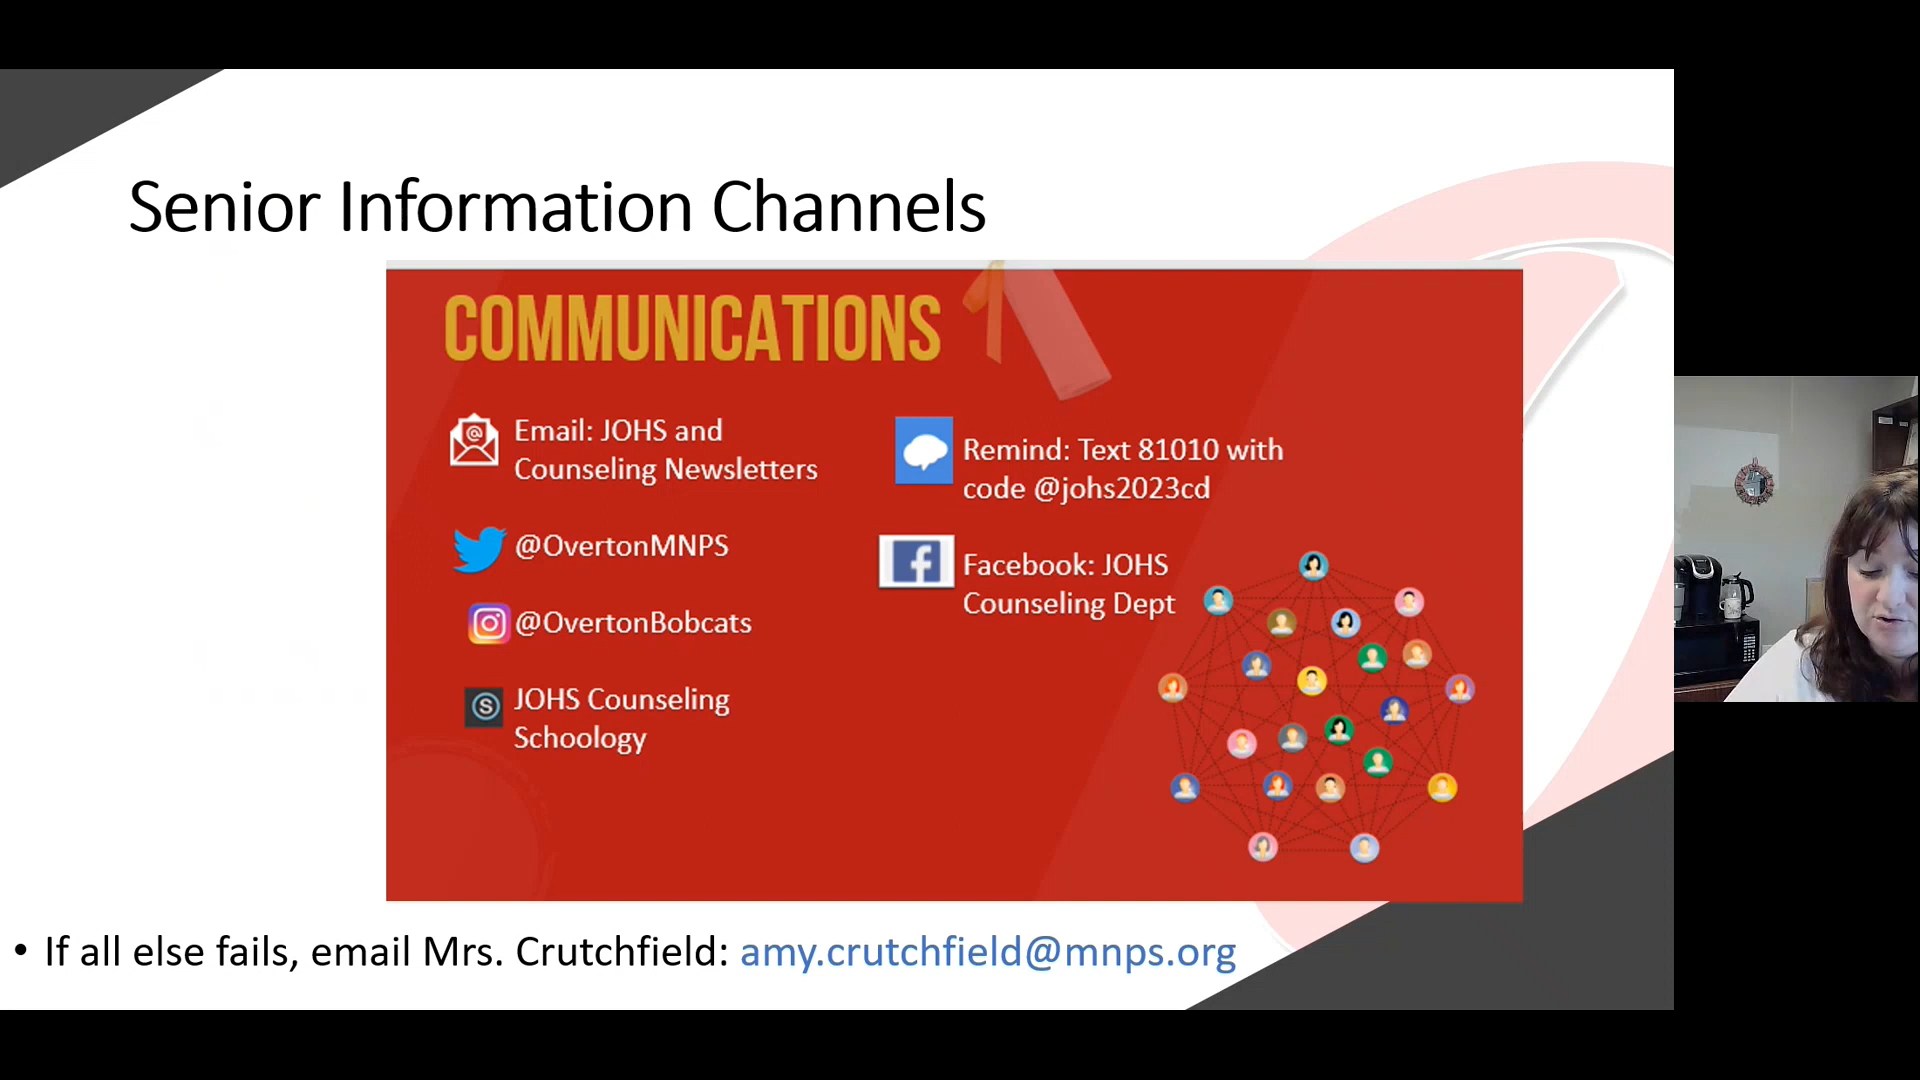 Senior Information Channels
COMMUNICATIONS
Email: JOHS and
Counseling Newsletters
@OvertonMNPS
@OvertonBobcats
JOHS Counseling
Schoology
Remind: Text 81010 with
code @johs2023cd
Facebook: JOHS
Counseling Dept
• If all else fails, email Mrs. Crutchfield: amy.crutchfield@mnps.org